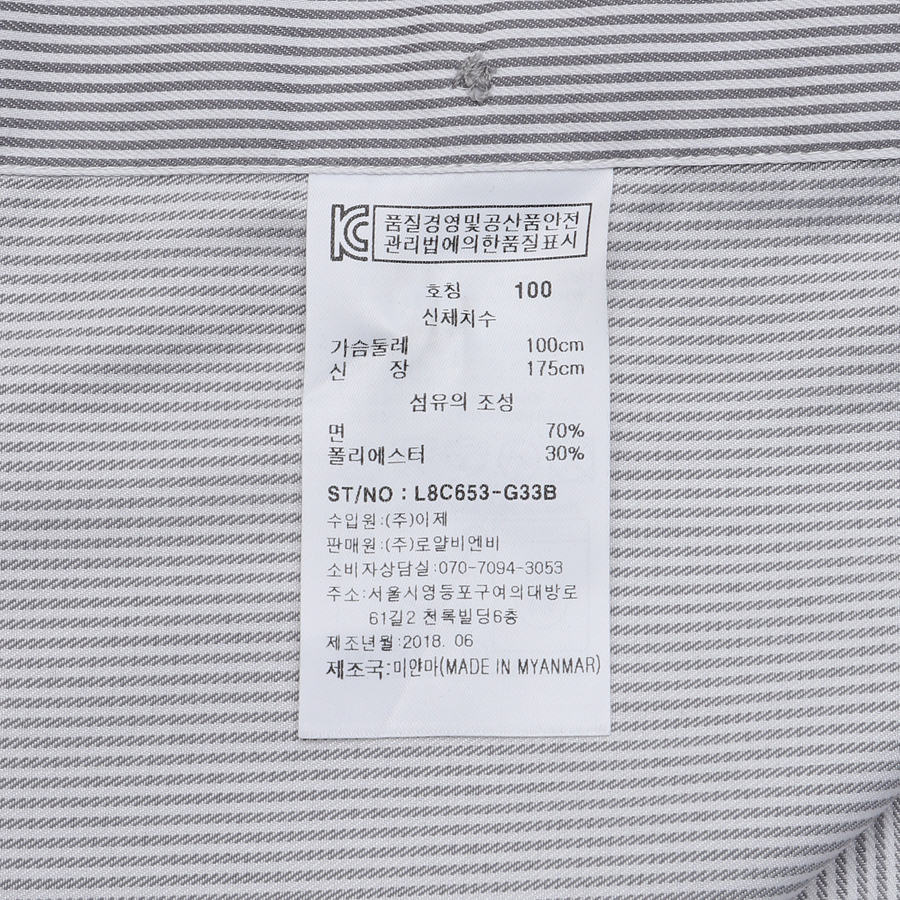 KC 품질경영및공산품안전
관리법에의한품질표시
호칭 100
신체치수
가슴둘레 100cm
신 장 175cm
섬유의 조성
면 70%
폴리에스터 30%
ST/NO : L8C653-G33B
수입원:(주)이제
판매원:(주)로얄비엔비
소비자상담실:070-7094-3053
주소:서울시영등포구여의대방로
61길2 천록빌딩6층
제조년월:2018. 06
제조국:미얀마(MADE IN MYANMAR)